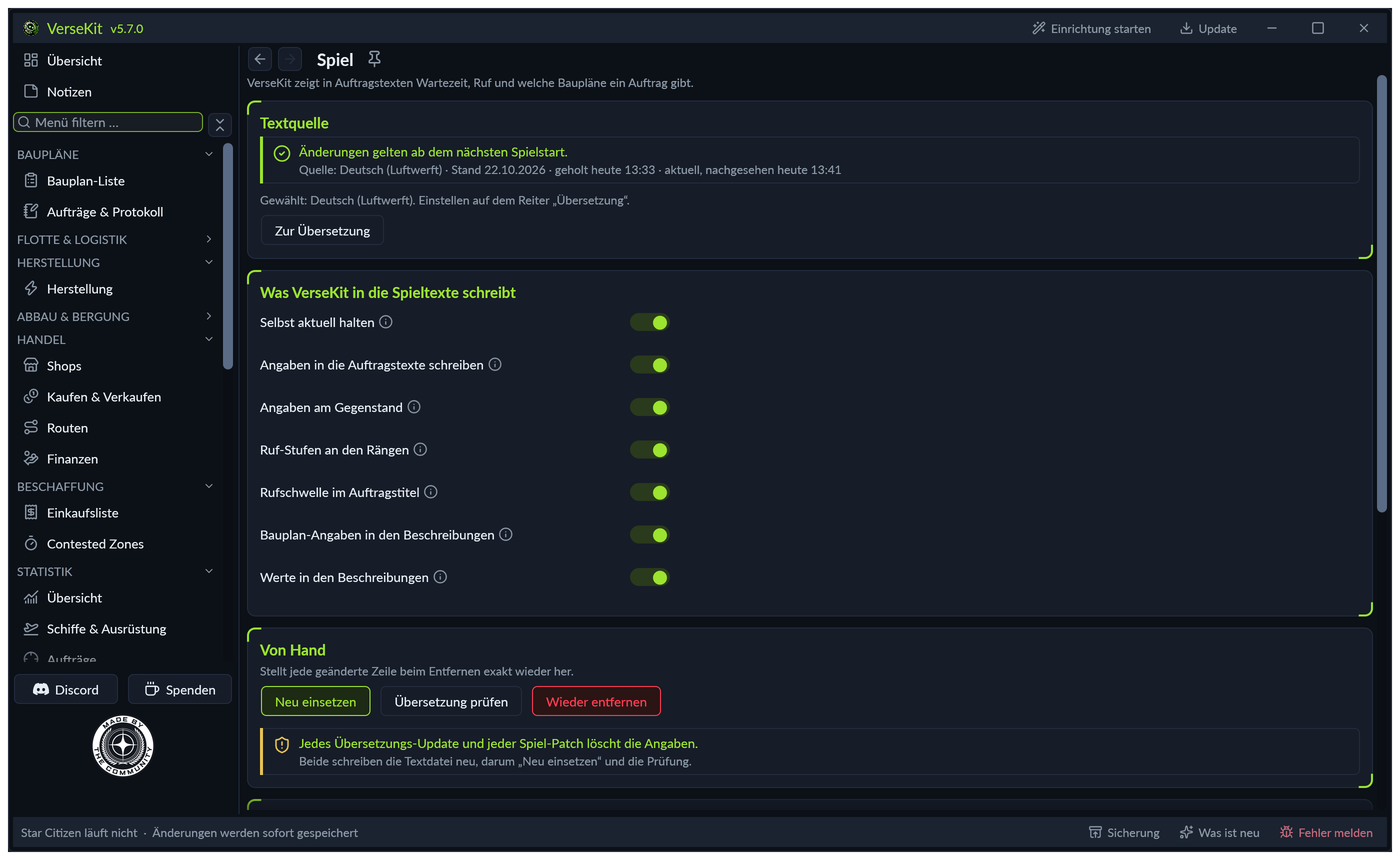 VerseKit v5.7.0
Einrichtung starten
Update
Übersicht
Notizen
Menü filtern ...
BAUPLÄNE
Bauplan-Liste
Aufträge & Protokoll
FLOTTE & LOGISTIK
HERSTELLUNG
Herstellung
ABBAU & BERGUNG
HANDEL
Shops
Kaufen & Verkaufen
Routen
Finanzen
BESCHAFFUNG
Einkaufsliste
Contested Zones
STATISTIK
Übersicht
Schiffe & Ausrüstung
Aufträge
Discord
Spenden
MADE BY
THE COMMUNITY
Spiel
VerseKit zeigt in Auftragstexten Wartezeit, Ruf und welche Baupläne ein Auftrag gibt.
Textquelle
Änderungen gelten ab dem nächsten Spielstart.
Quelle: Deutsch (Luftwerft) · Stand 22.10.2026 · geholt heute 13:33 · aktuell, nachgesehen heute 13:41
Gewählt: Deutsch (Luftwerft). Einstellen auf dem Reiter „Übersetzung“.
Zur Übersetzung
Was VerseKit in die Spieltexte schreibt
Selbst aktuell halten
Angaben in die Auftragstexte schreiben
Angaben am Gegenstand
Ruf-Stufen an den Rängen
Rufschwelle im Auftragstitel
Bauplan-Angaben in den Beschreibungen
Werte in den Beschreibungen
Von Hand
Stellt jede geänderte Zeile beim Entfernen exakt wieder her.
Neu einsetzen
Übersetzung prüfen
Wieder entfernen
Jedes Übersetzungs-Update und jeder Spiel-Patch löscht die Angaben.
Beide schreiben die Textdatei neu, darum „Neu einsetzen“ und die Prüfung.
Star Citizen läuft nicht · Änderungen werden sofort gespeichert
Sicherung
Was ist neu
Fehler melden